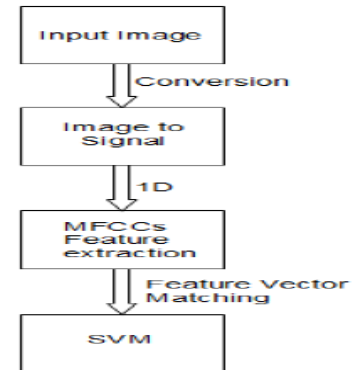 Input Image
Conversion
Image to
Signal
1D
MFCCs
Feature
extraction
Feature Vector
Matching
SVM